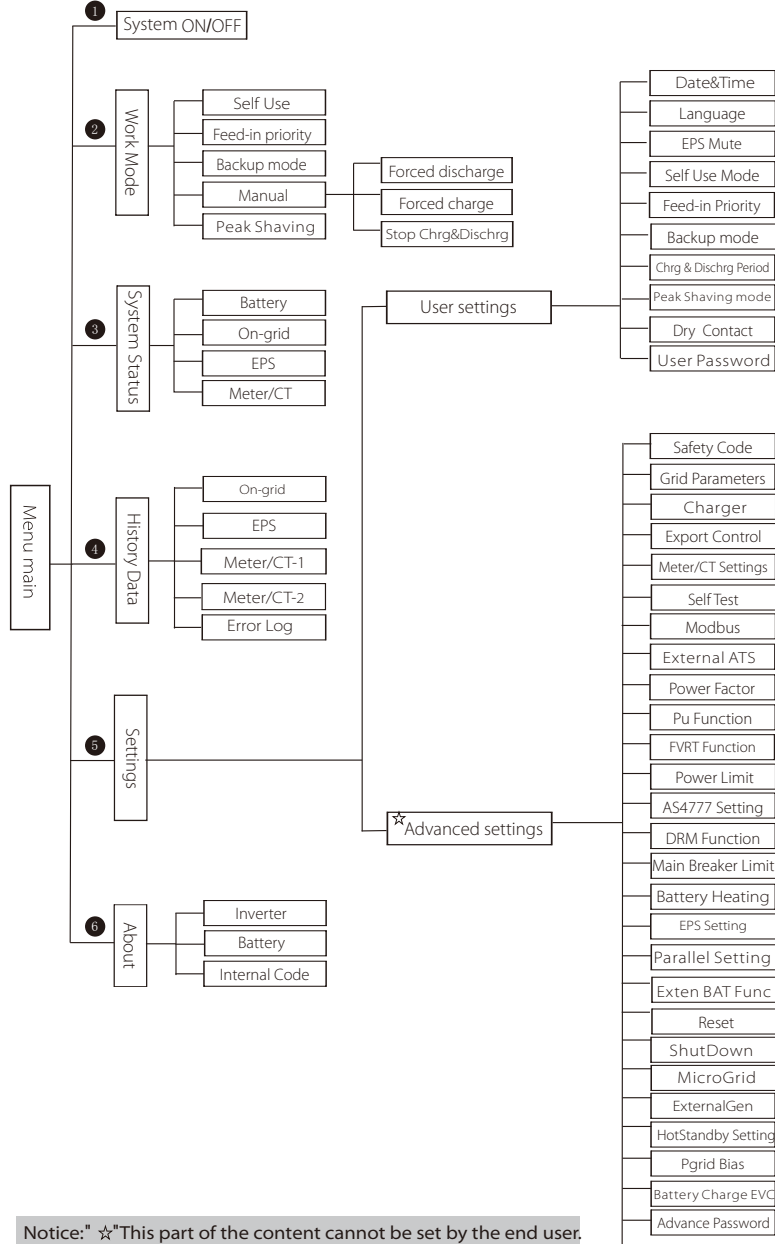 Menu main
1
System ON/OFF
2
Work Mode
Self Use
Feed-in priority
Backup mode
Manual
Peak Shaving
Forced discharge
Forced charge
Stop Chrg&Dischrg
3
System Status
Battery
On-grid
EPS
Meter/CT
4
History Data
On-grid
EPS
Meter/CT-1
Meter/CT-2
Error Log
5
Settings
User settings
Date&Time
Language
EPS Mute
Self Use Mode
Feed-in Priority
Backup mode
Chrg & Dischrg Period
Peak Shaving mode
Dry Contact
User Password
☆Advanced settings
Safety Code
Grid Parameters
Charger
Export Control
Meter/CT Settings
Self Test
Modbus
External ATS
Power Factor
Pu Function
FVRT Function
Power Limit
AS4777 Setting
DRM Function
Main Breaker Limit
Battery Heating
EPS Setting
Parallel Setting
Exten BAT Func
Reset
ShutDown
MicroGrid
ExternalGen
HotStandby Setting
Pgrid Bias
Battery Charge EVC
Advance Password
6
About
Inverter
Battery
Internal Code
Notice:" ☆"This part of the content cannot be set by the end user.